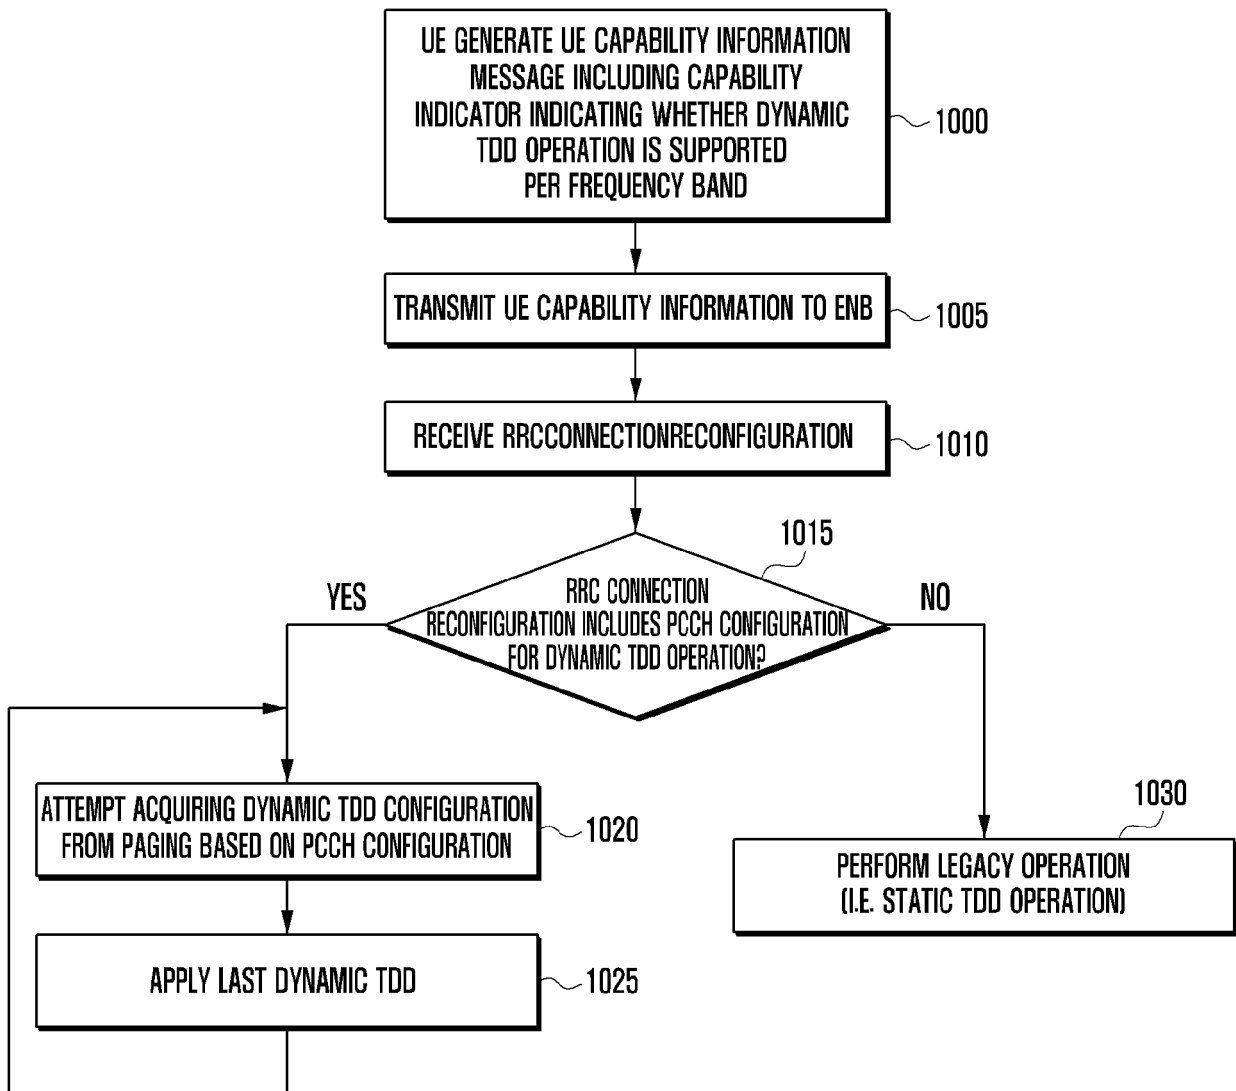 UE GENERATE UE CAPABILITY INFORMATION
MESSAGE INCLUDING CAPABILITY
INDICATOR INDICATING WHETHER DYNAMIC
TDD OPERATION IS SUPPORTED
PER FREQUENCY BAND
1000
TRANSMIT UE CAPABILITY INFORMATION TO ENB
1005
RECEIVE RRCCONNECTIONRECONFIGURATION
1010
1015
RRC CONNECTION
RECONFIGURATION INCLUDES PCCH CONFIGURATION
FOR DYNAMIC TDD OPERATION?
YES
NO
ATTEMPT ACQUIRING DYNAMIC TDD CONFIGURATION
FROM PAGING BASED ON PCCH CONFIGURATION
1020
1030
PERFORM LEGACY OPERATION
(I.E. STATIC TDD OPERATION)
APPLY LAST DYNAMIC TDD
1025